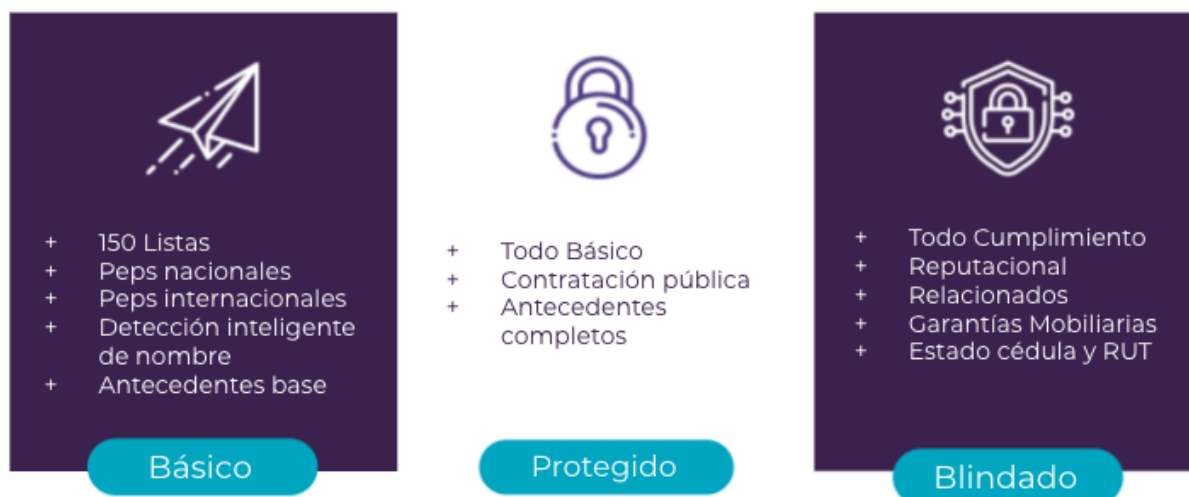 + 150 Listas
+ Peps nacionales
+ Peps internacionales
+ Detección inteligente
de nombre
+ Antecedentes base
Básico
+ Todo Básico
+ Contratación pública
+ Antecedentes
completos
Protegido
+ Todo Cumplimiento
+ Reputacional
+ Relacionados
+ Garantías Mobiliarias
+ Estado cédula y RUT
Blindado